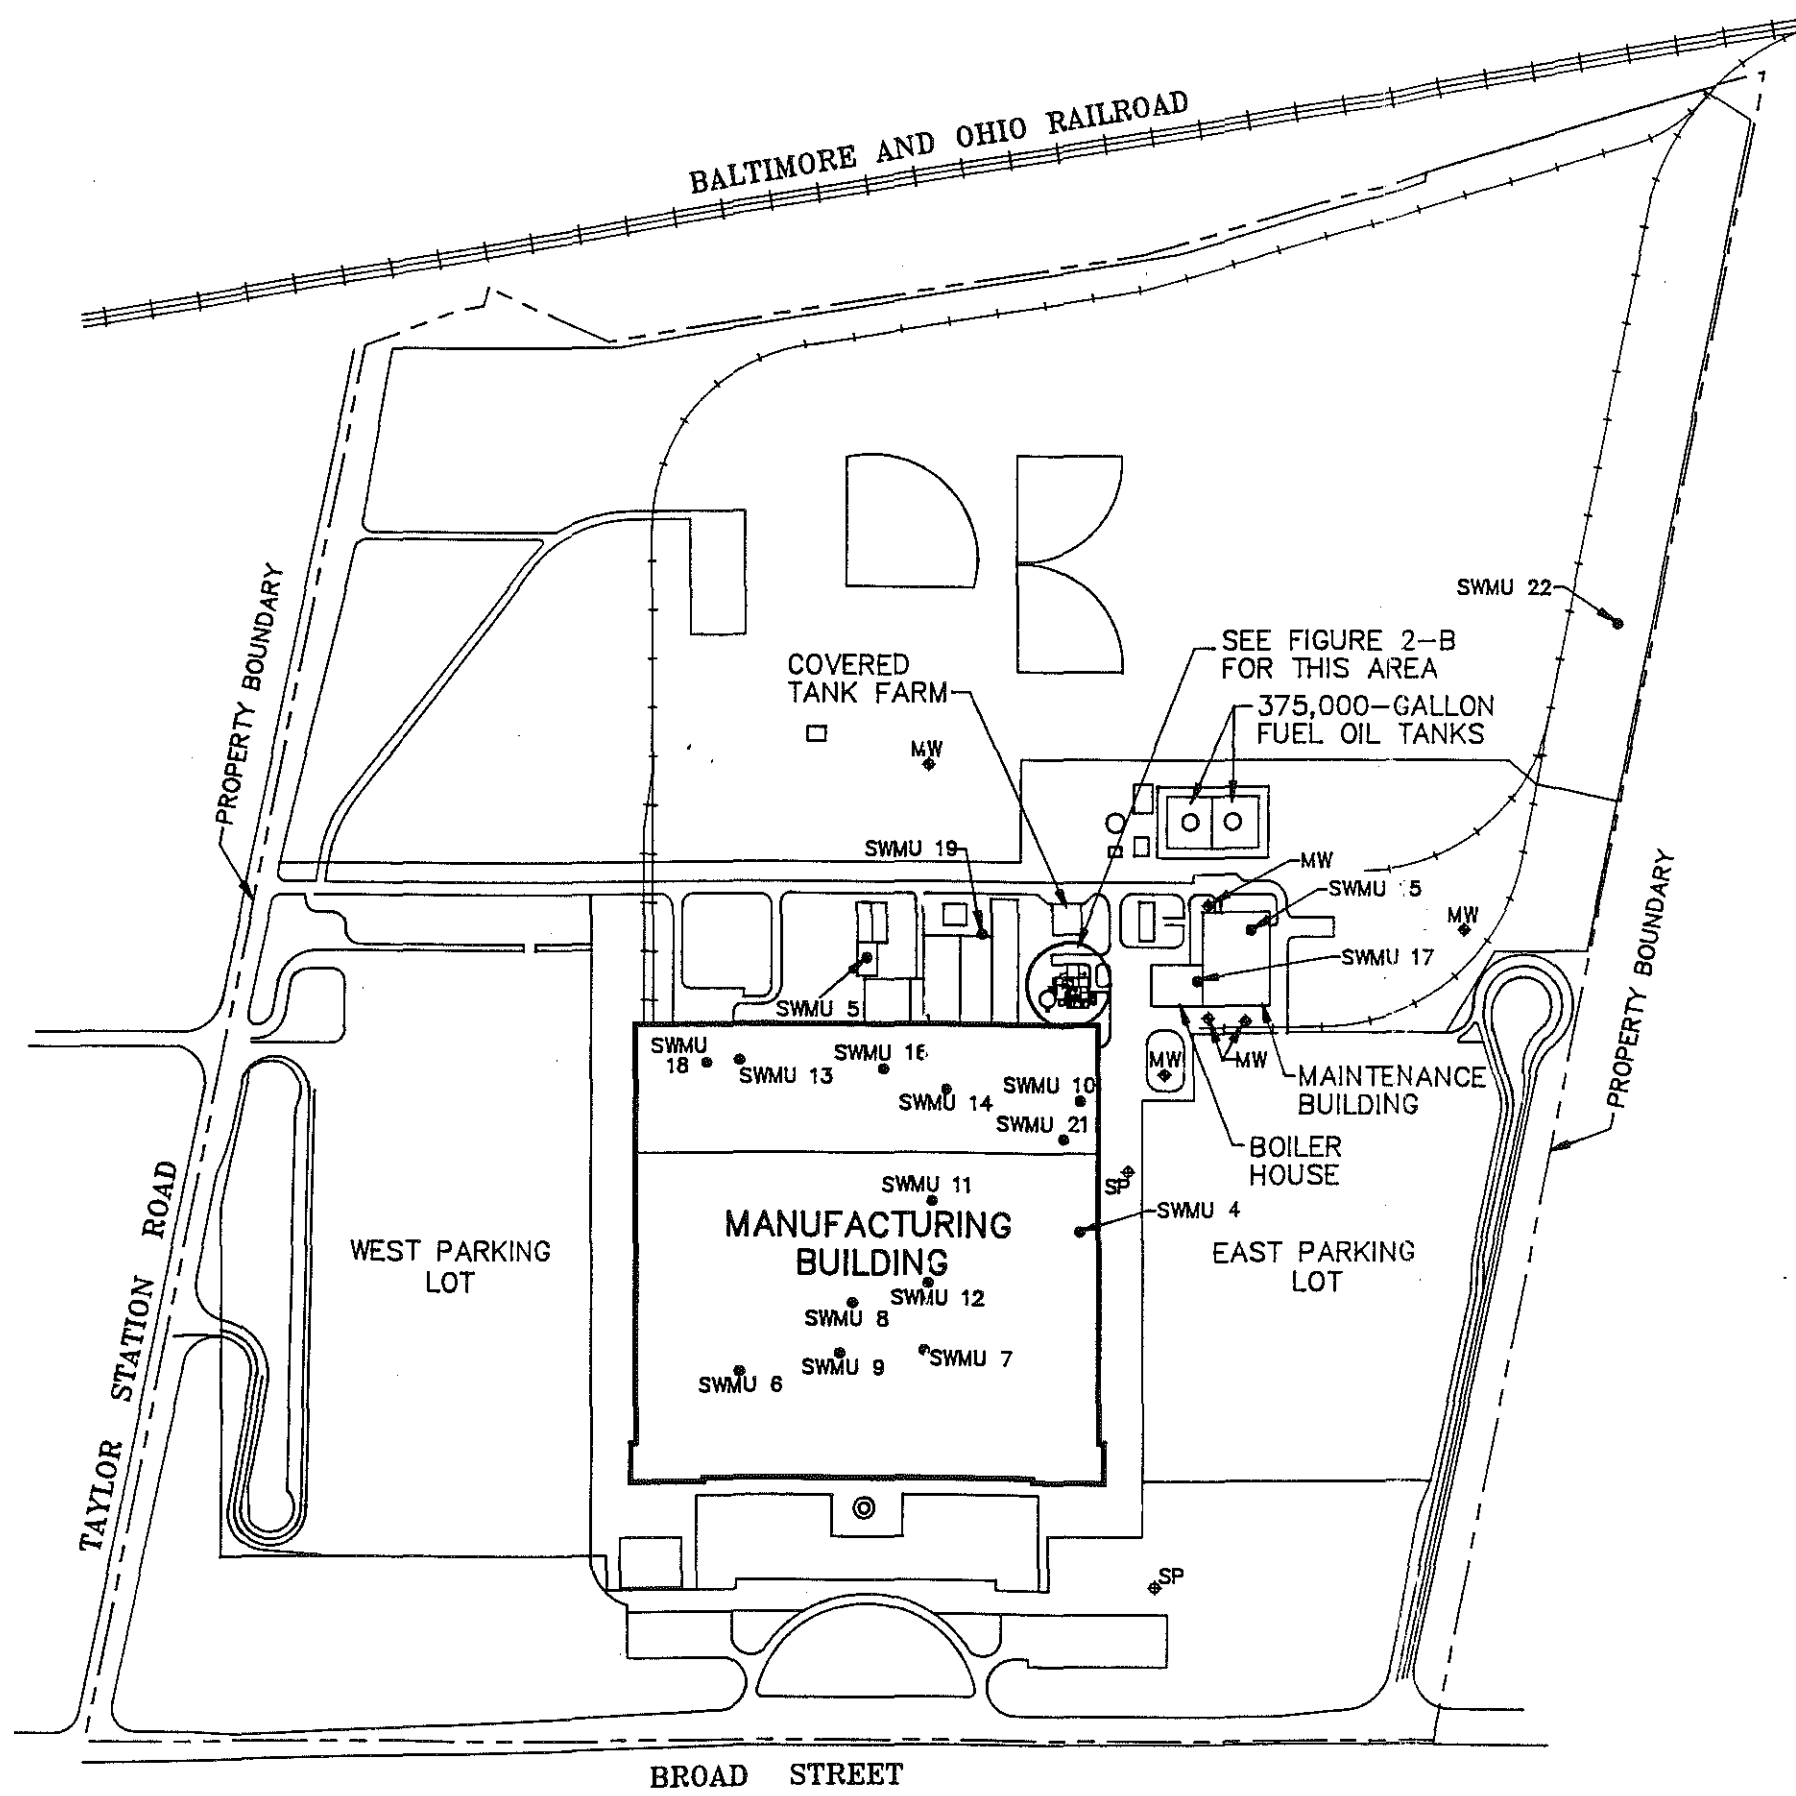 BALTIMORE AND OHIO RAILROAD
PROPERTY BOUNDARY
SWMU 22
SEE FIGURE 2-B
FOR THIS AREA
COVERED
TANK FARM
375,000-GALLON
FUEL OIL TANKS
MW
SWMU 19
MW
SWMU 5
MW
SWMU 17
SWMU 5
PROPERTY BOUNDARY
SWMU
18
SWMU 13
SWMU 16
SWMU 14
SWMU 10
SWMU 21
MW
MW
MAINTENANCE
BUILDING
BOILER
HOUSE
SP
SWMU 11
SWMU 4
MANUFACTURING
BUILDING
WEST PARKING
LOT
EAST PARKING
LOT
SWMU 12
SWMU 8
SWMU 7
SWMU 9
SWMU 6
TAYLOR STATION ROAD
SP
BROAD STREET